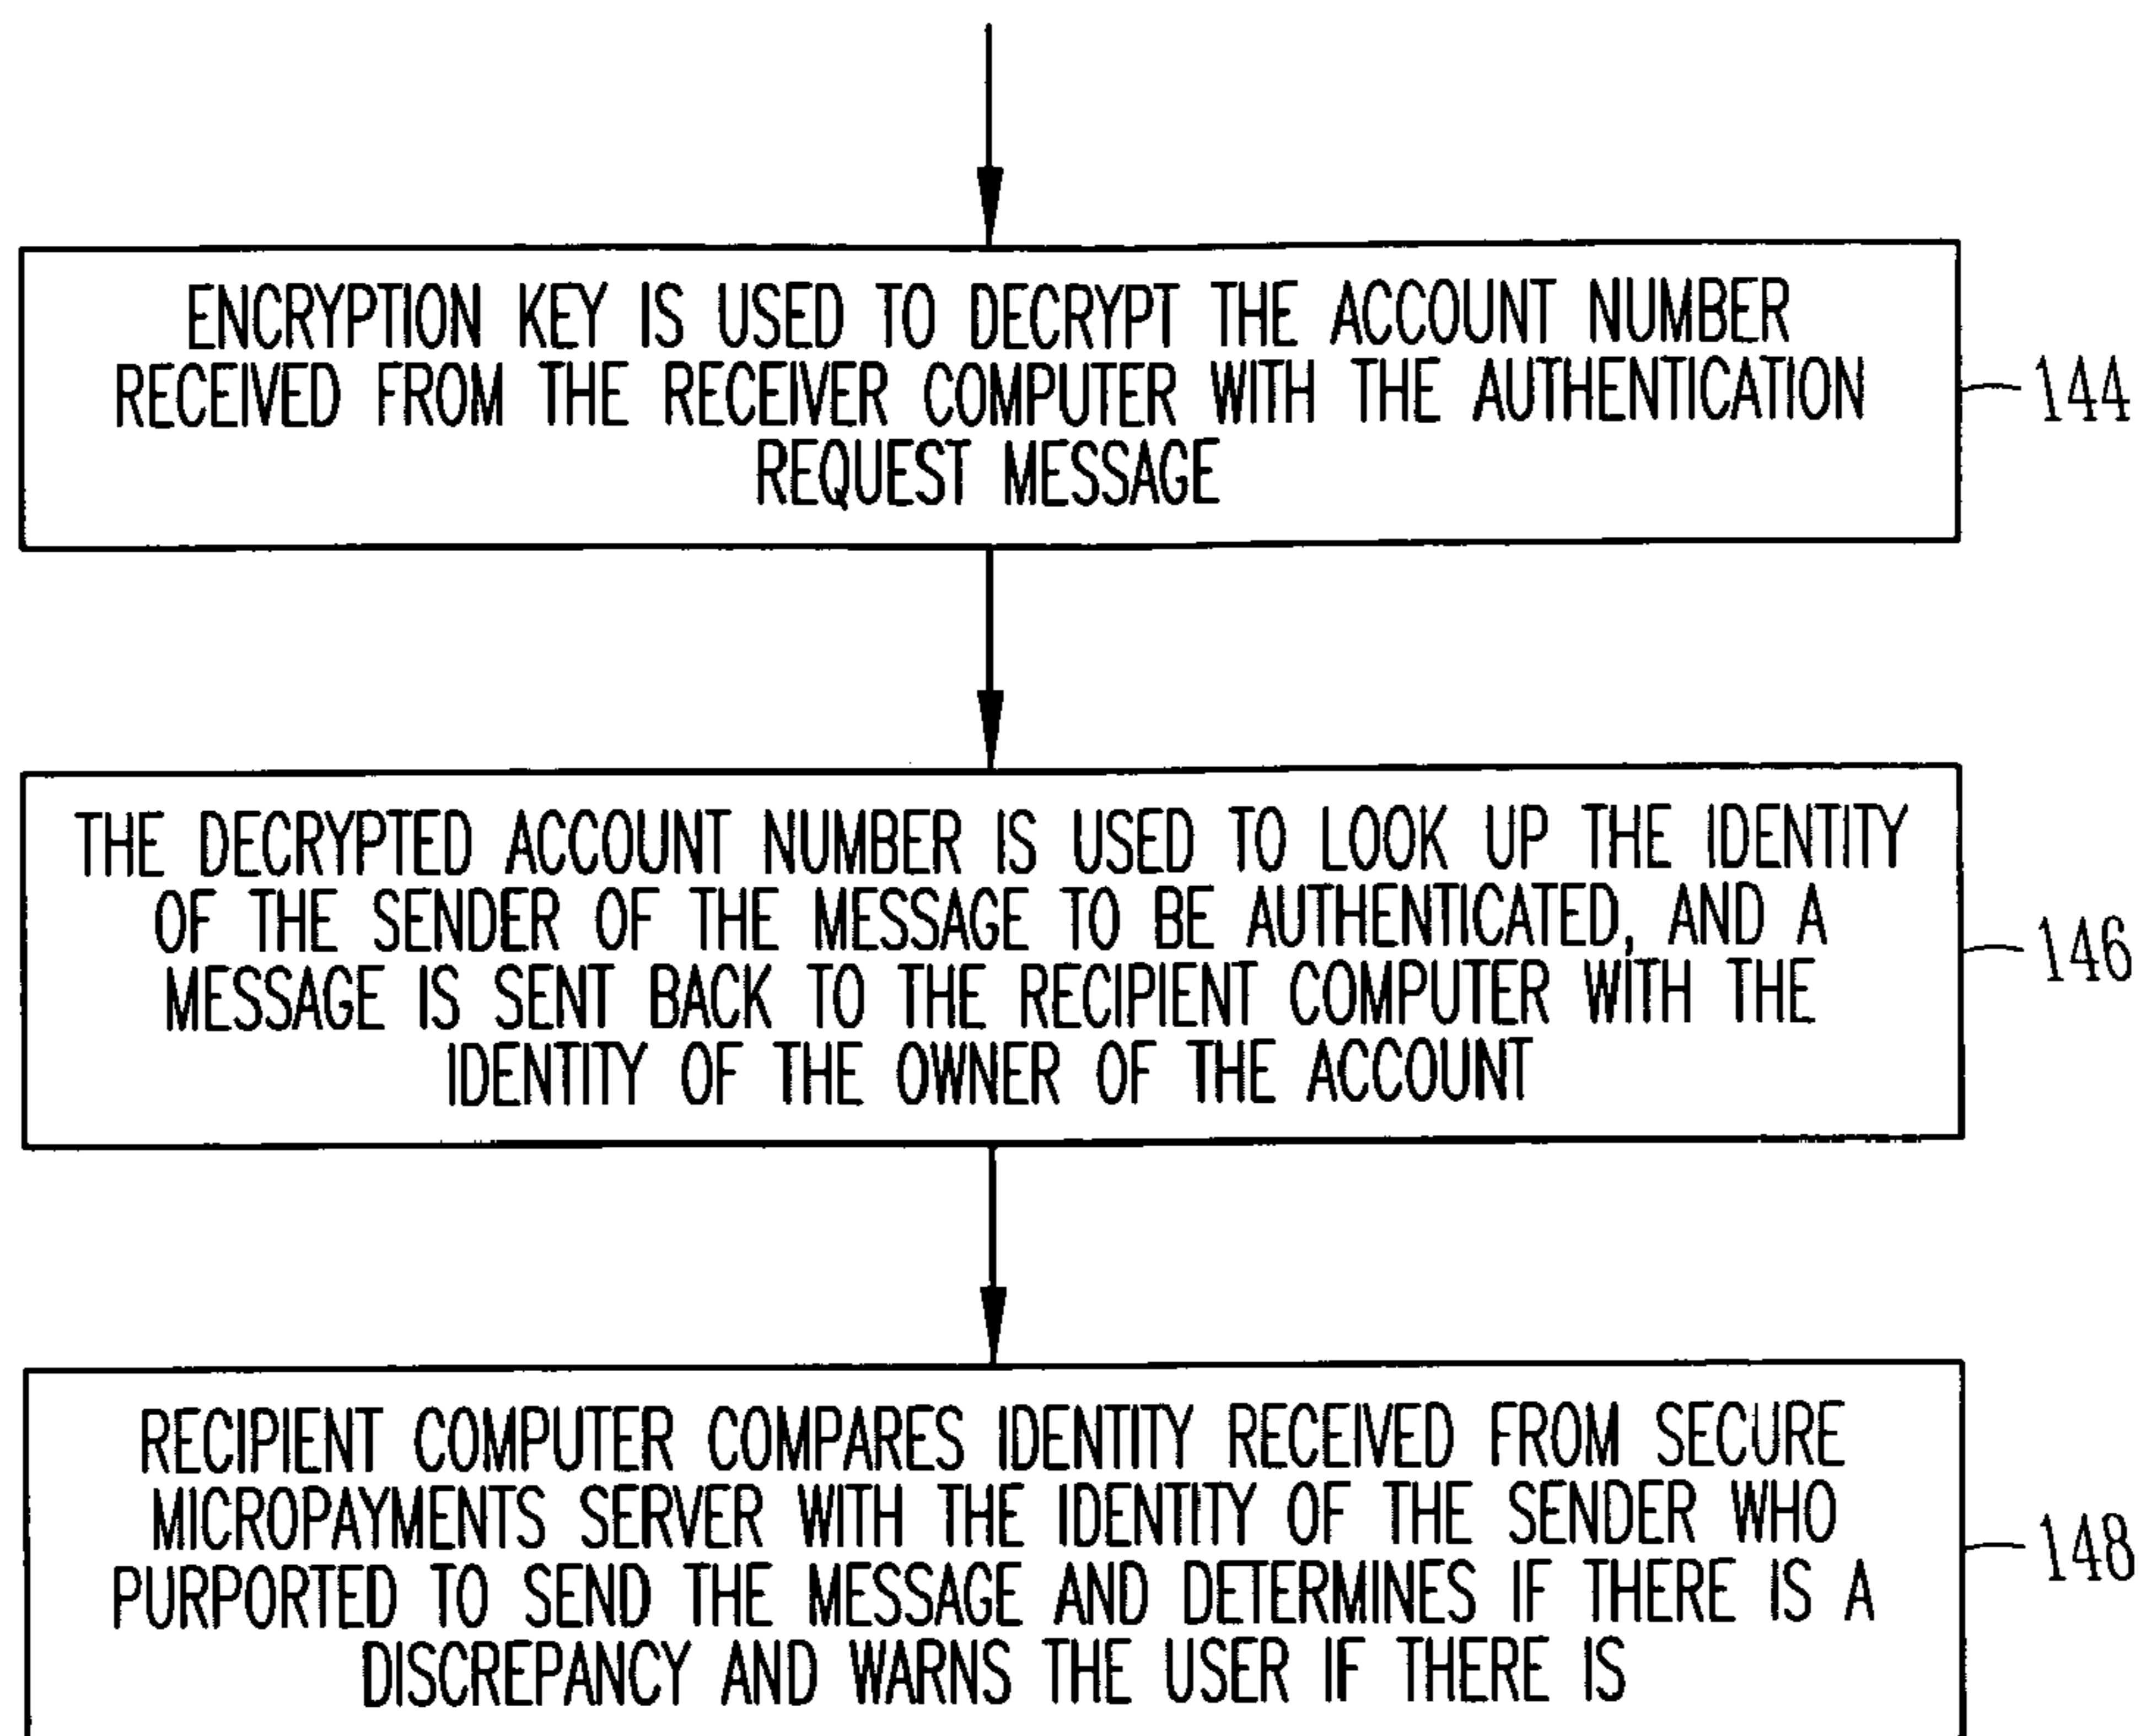 ENCRYPTION KEY IS USED TO DECRYPT THE ACCOUNT NUMBER
RECEIVED FROM THE RECEIVER COMPUTER WITH THE AUTHENTICATION
REQUEST MESSAGE
144
THE DECRYPTED ACCOUNT NUMBER IS USED TO LOOK UP THE IDENTITY
OF THE SENDER OF THE MESSAGE TO BE AUTHENTICATED, AND A
MESSAGE IS SENT BACK TO THE RECIPIENT COMPUTER WITH THE
IDENTITY OF THE OWNER OF THE ACCOUNT
146
RECIPIENT COMPUTER COMPARES IDENTITY RECEIVED FROM SECURE
MICROPAYMENTS SERVER WITH THE IDENTITY OF THE SENDER WHO
PURPORTED TO SEND THE MESSAGE AND DETERMINES IF THERE IS A
DISCREPANCY AND WARNS THE USER IF THERE IS
148